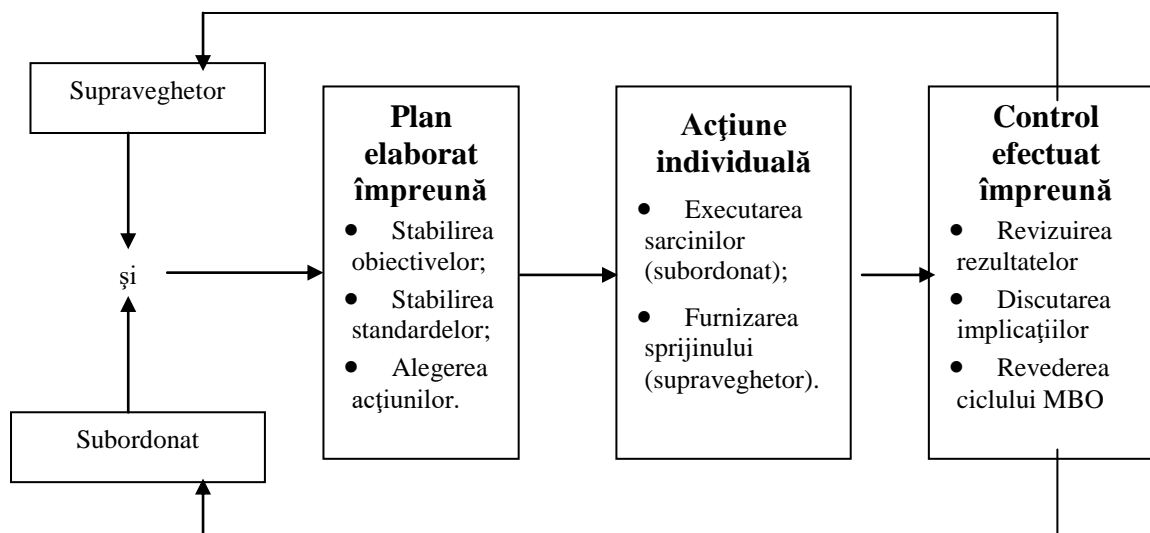 Supraveghetor
şi
Subordonat
Plan
elaborat
împreună
● Stabilirea
obiectivelor;
● Stabilirea
standardelor;
● Alegerea
acţiunilor.
Acţiune
individuală
● Executarea
sarcinilor
(subordonat);
● Furnizarea
sprijinului
(supraveghetor).
Control
efectuat
împreună
● Revizuirea
rezultatelor
● Discutarea
implicaţiilor
● Revederea
ciclului MBO